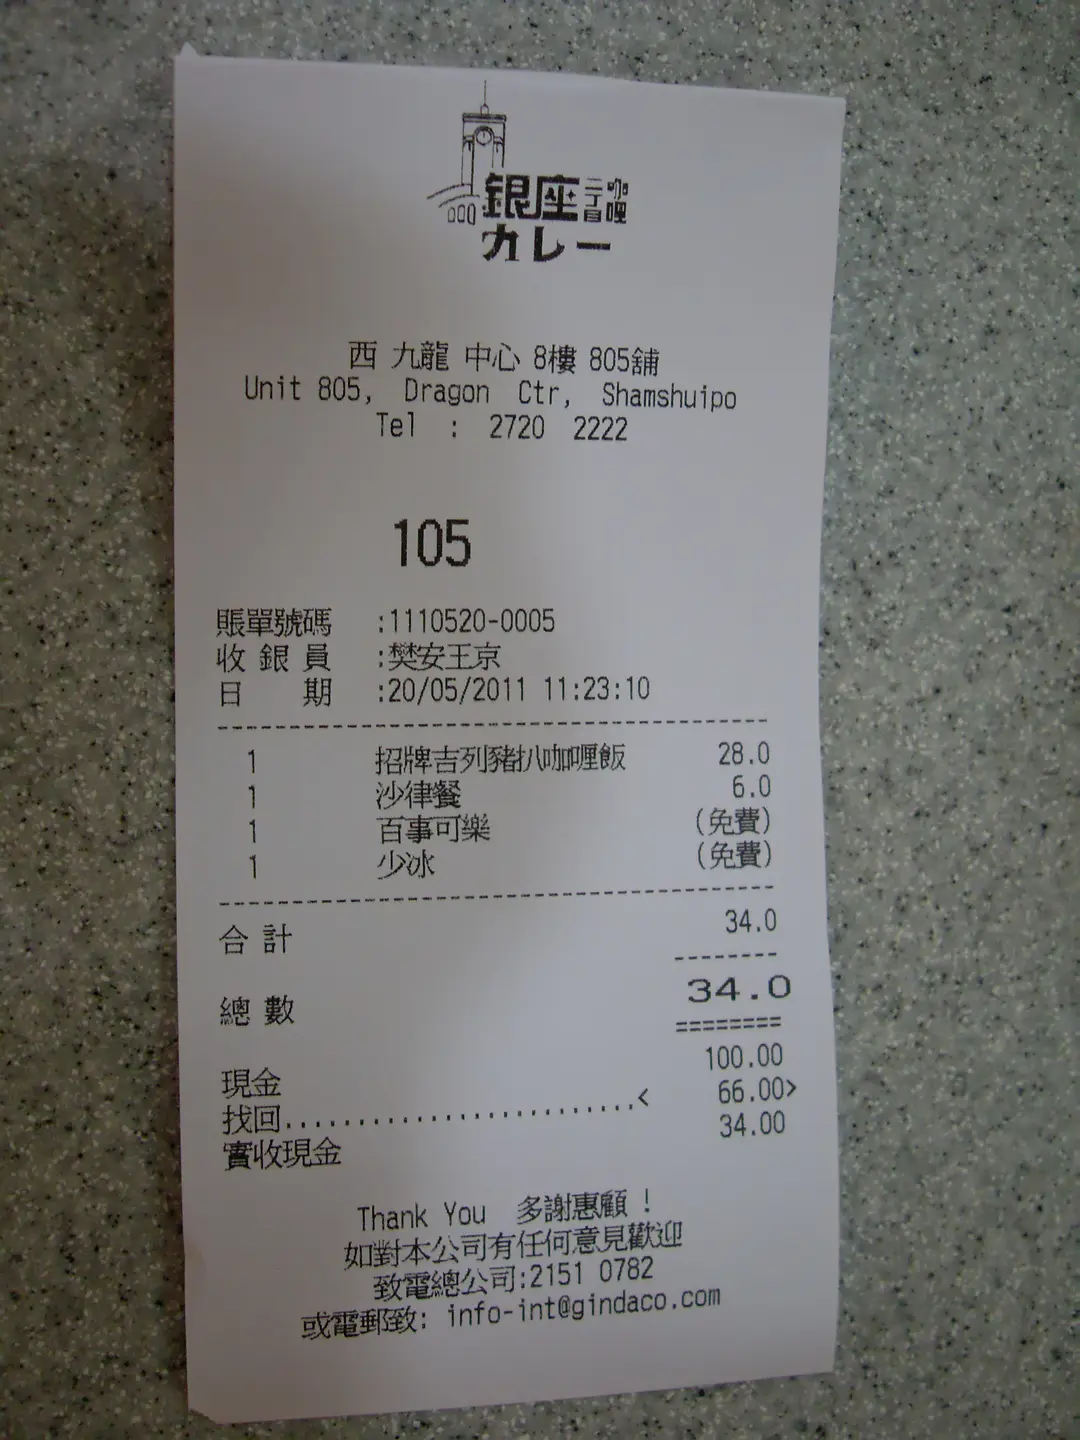 銀座二丁目咖喱
カレー
西 九龍 中心 8樓 805舖
Unit 805, Dragon Ctr, Shamshuipo
Tel : 2720 2222
105
賬單號碼 :1110520-0005
收 銀 員 :樊安王京
日 期 :20/05/2011 11:23:10
1 招牌吉列豬扒咖喱飯 28.0
1 沙律餐 6.0
1 百事可樂 (免費)
1 少冰 (免費)
合 計 34.0
總 數 34.0
現金 100.00
找回........................< 66.00>
實收現金 34.00
Thank You 多謝惠顧 !
如對本公司有任何意見歡迎
致電總公司:2151 0782
或電郵致: info-int@gindaco.com